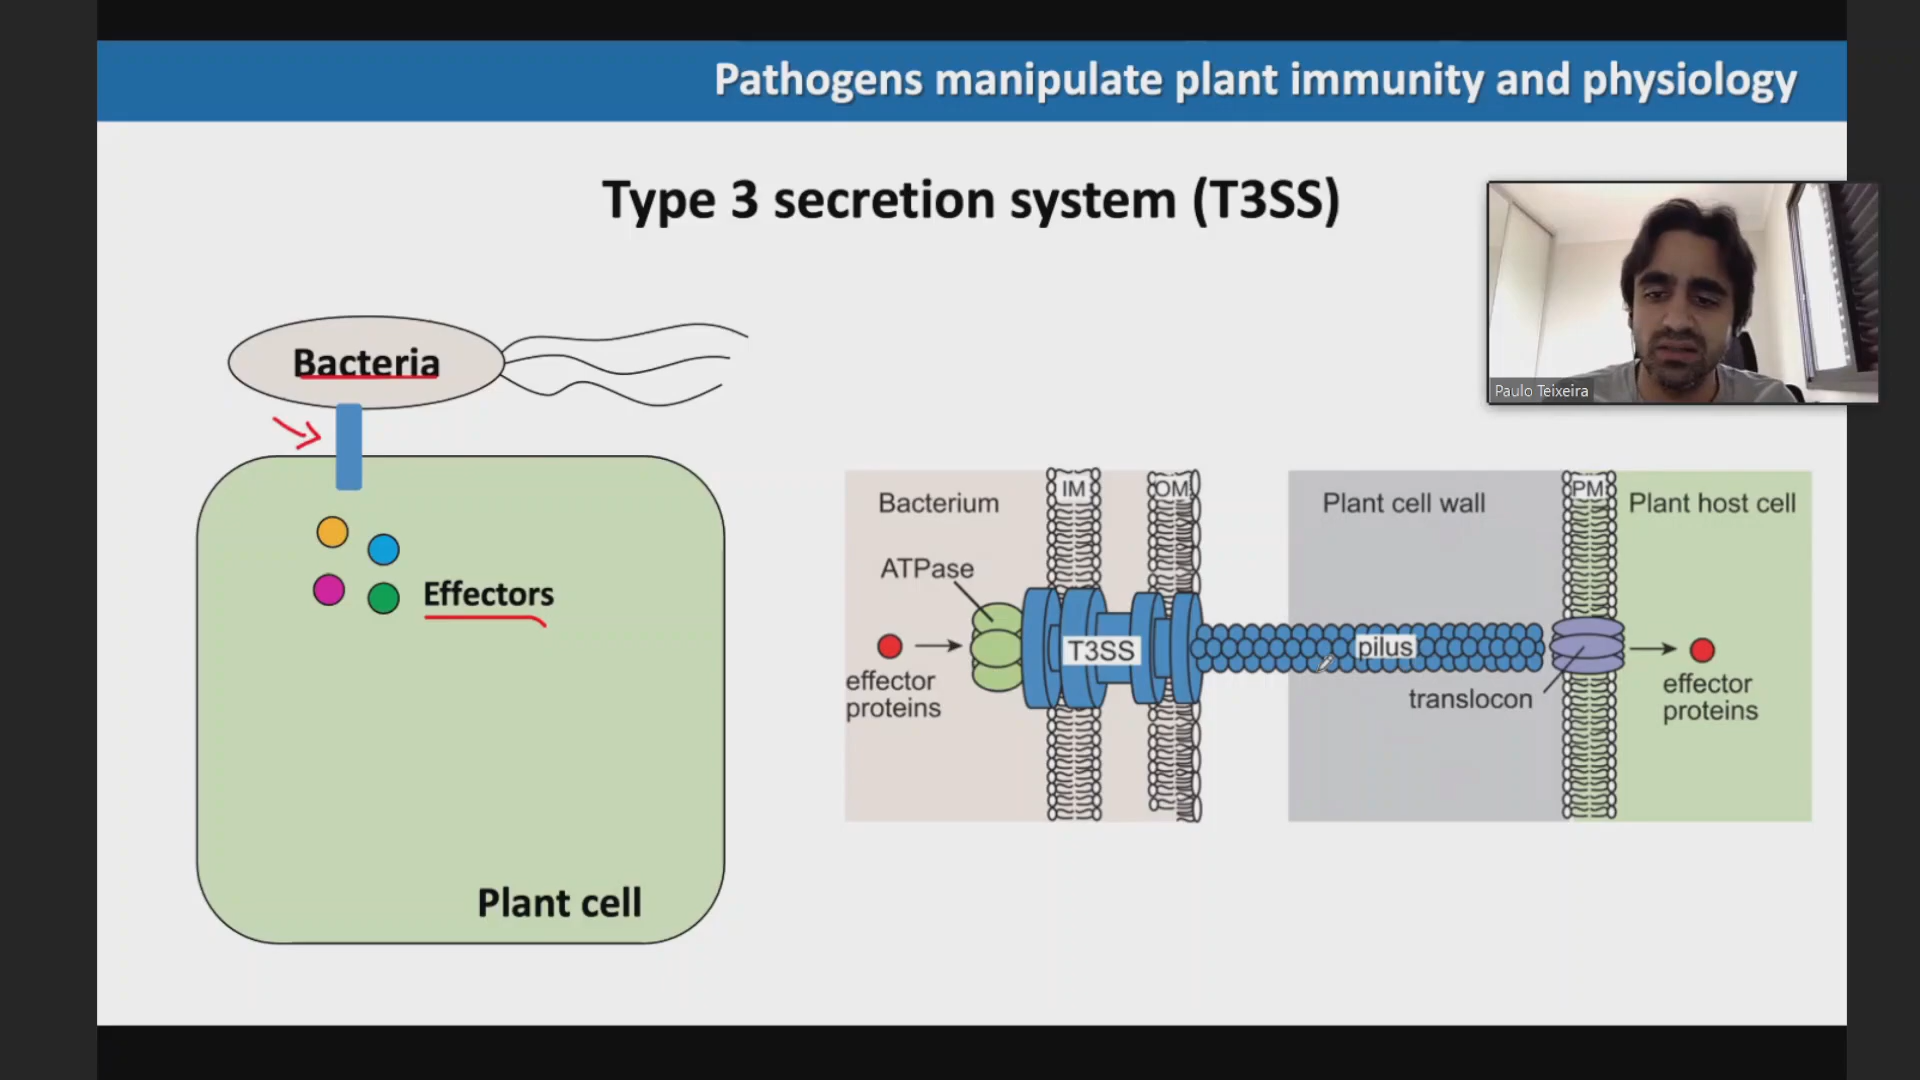 Pathogens manipulate plant immunity and physiology
Type 3 secretion system (T3SS)
Paulo Teixeira
Bacteria
Effectors
Plant cell
Bacterium
IM
OM
Plant cell wall
PM
Plant host cell
ATPase
T3SS
pilus
effector
proteins
translocon
effector
proteins